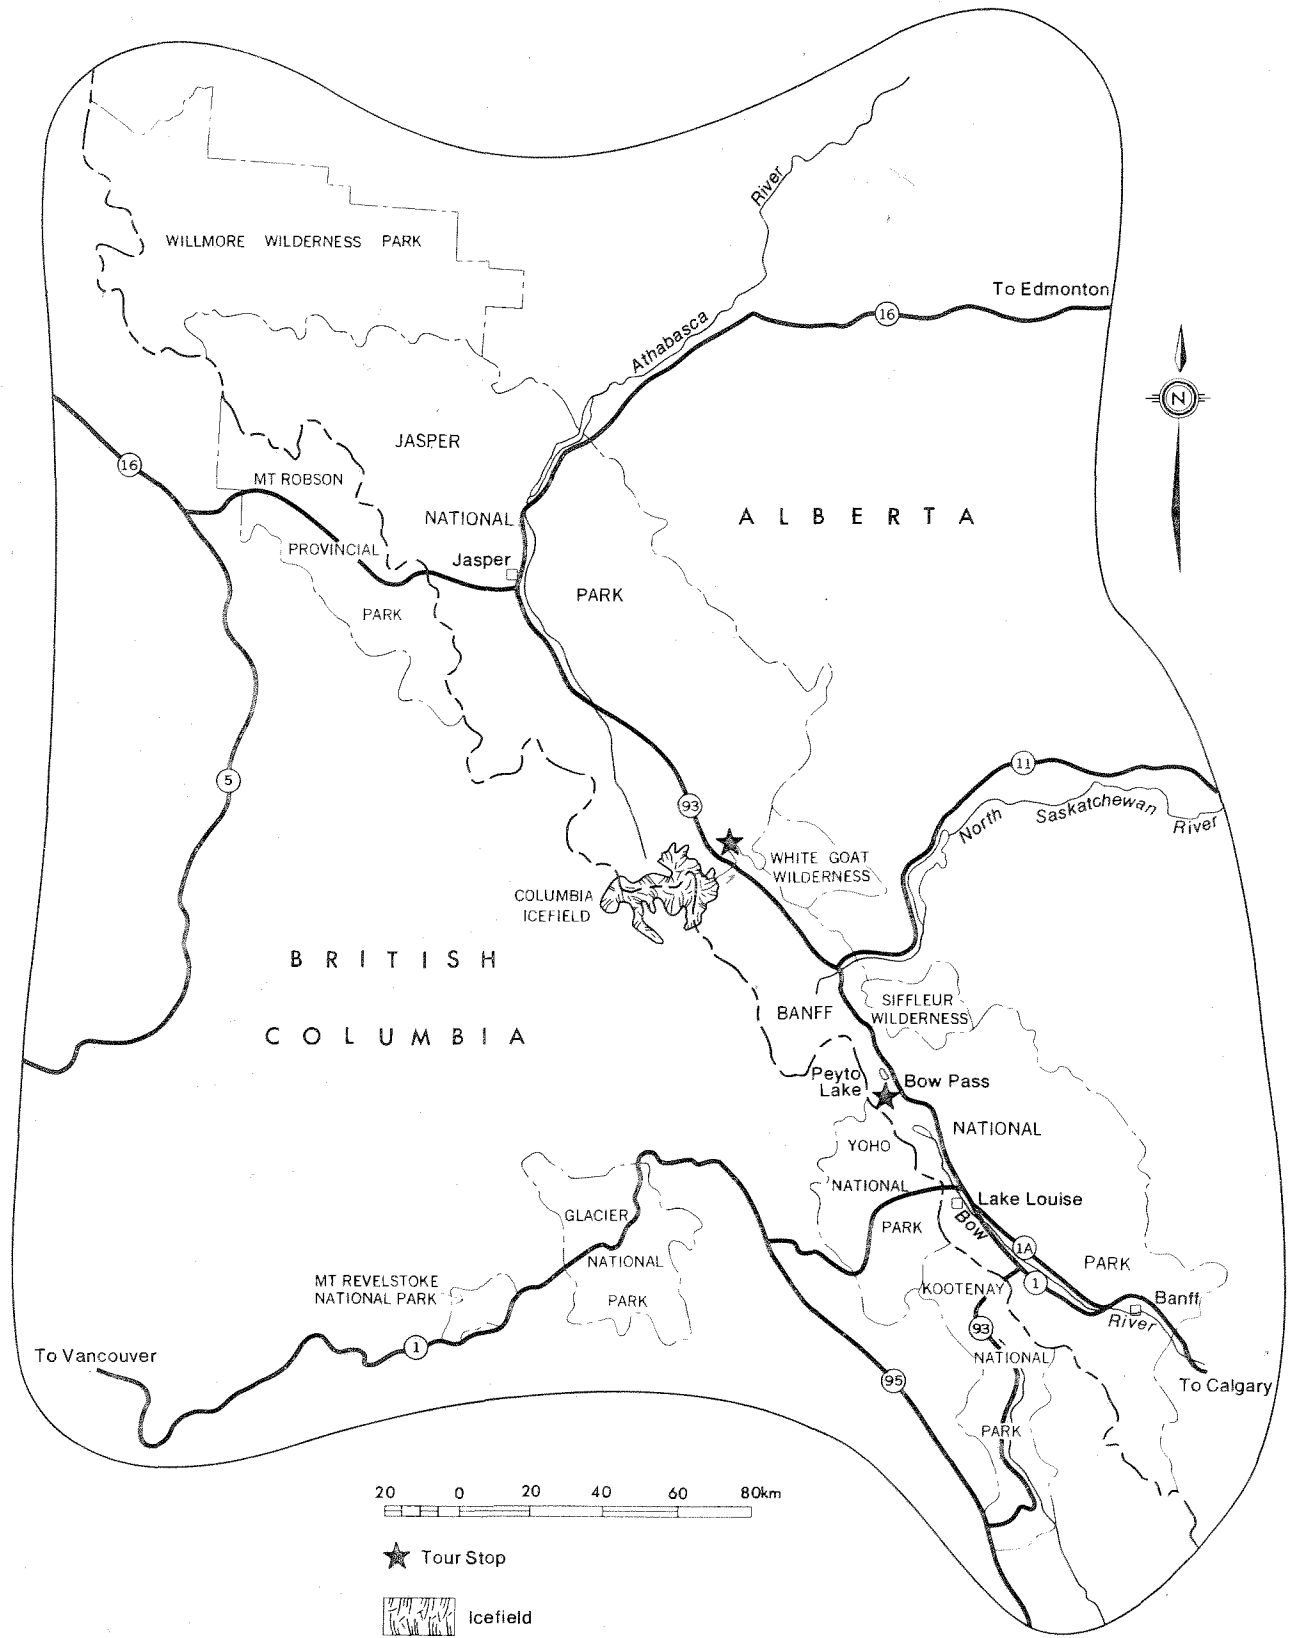 River
WILLMORE WILDERNESS PARK
To Edmonton
16
Athabasca
N
JASPER
16
MT ROBSON
NATIONAL
ALBERTA
PROVINCIAL
Jasper
PARK
PARK
11
5
93
North Saskatchewan River
WHITE GOAT
WILDERNESS
COLUMBIA
ICEFIELD
BRITISH
COLUMBIA
SIFFLEUR
WILDERNESS
BANFF
Peyto
Lake
Bow Pass
NATIONAL
YOHO
NATIONAL
PARK
Lake Louise
Bow
GLACIER
NATIONAL
PARK
1A
PARK
MT REVELSTOKE
NATIONAL PARK
KOOTENAY
1
Banff
River
93
1
NATIONAL
To Vancouver
95
To Calgary
PARK
20 0 20 40 60 80km
Tour Stop
Icefield